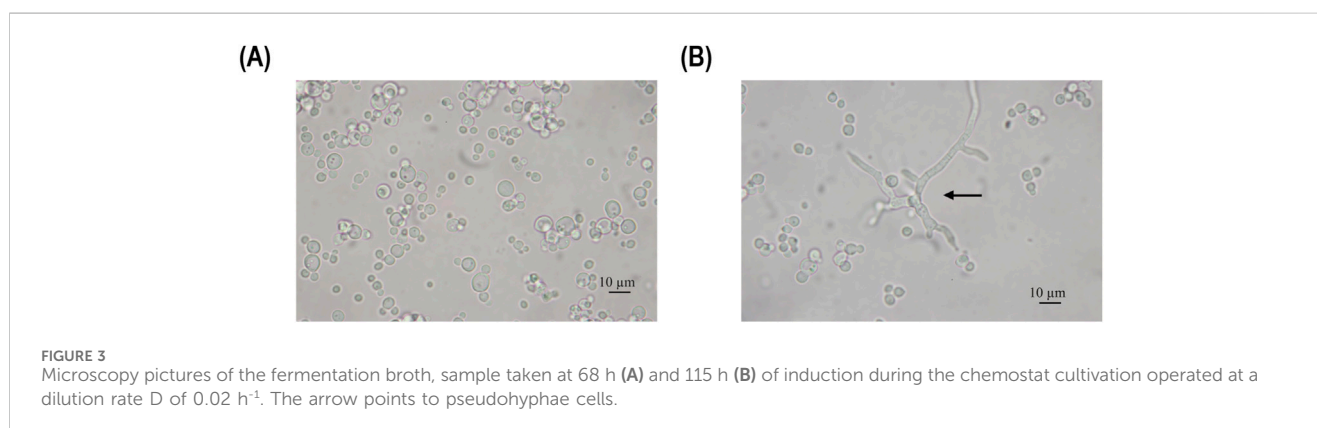 (A)
(B)
10 µm
10 µm
FIGURE 3
Microscopy pictures of the fermentation broth, sample taken at 68 h (A) and 115 h (B) of induction during the chemostat cultivation operated at a
dilution rate D of 0.02 h⁻¹. The arrow points to pseudohyphae cells.